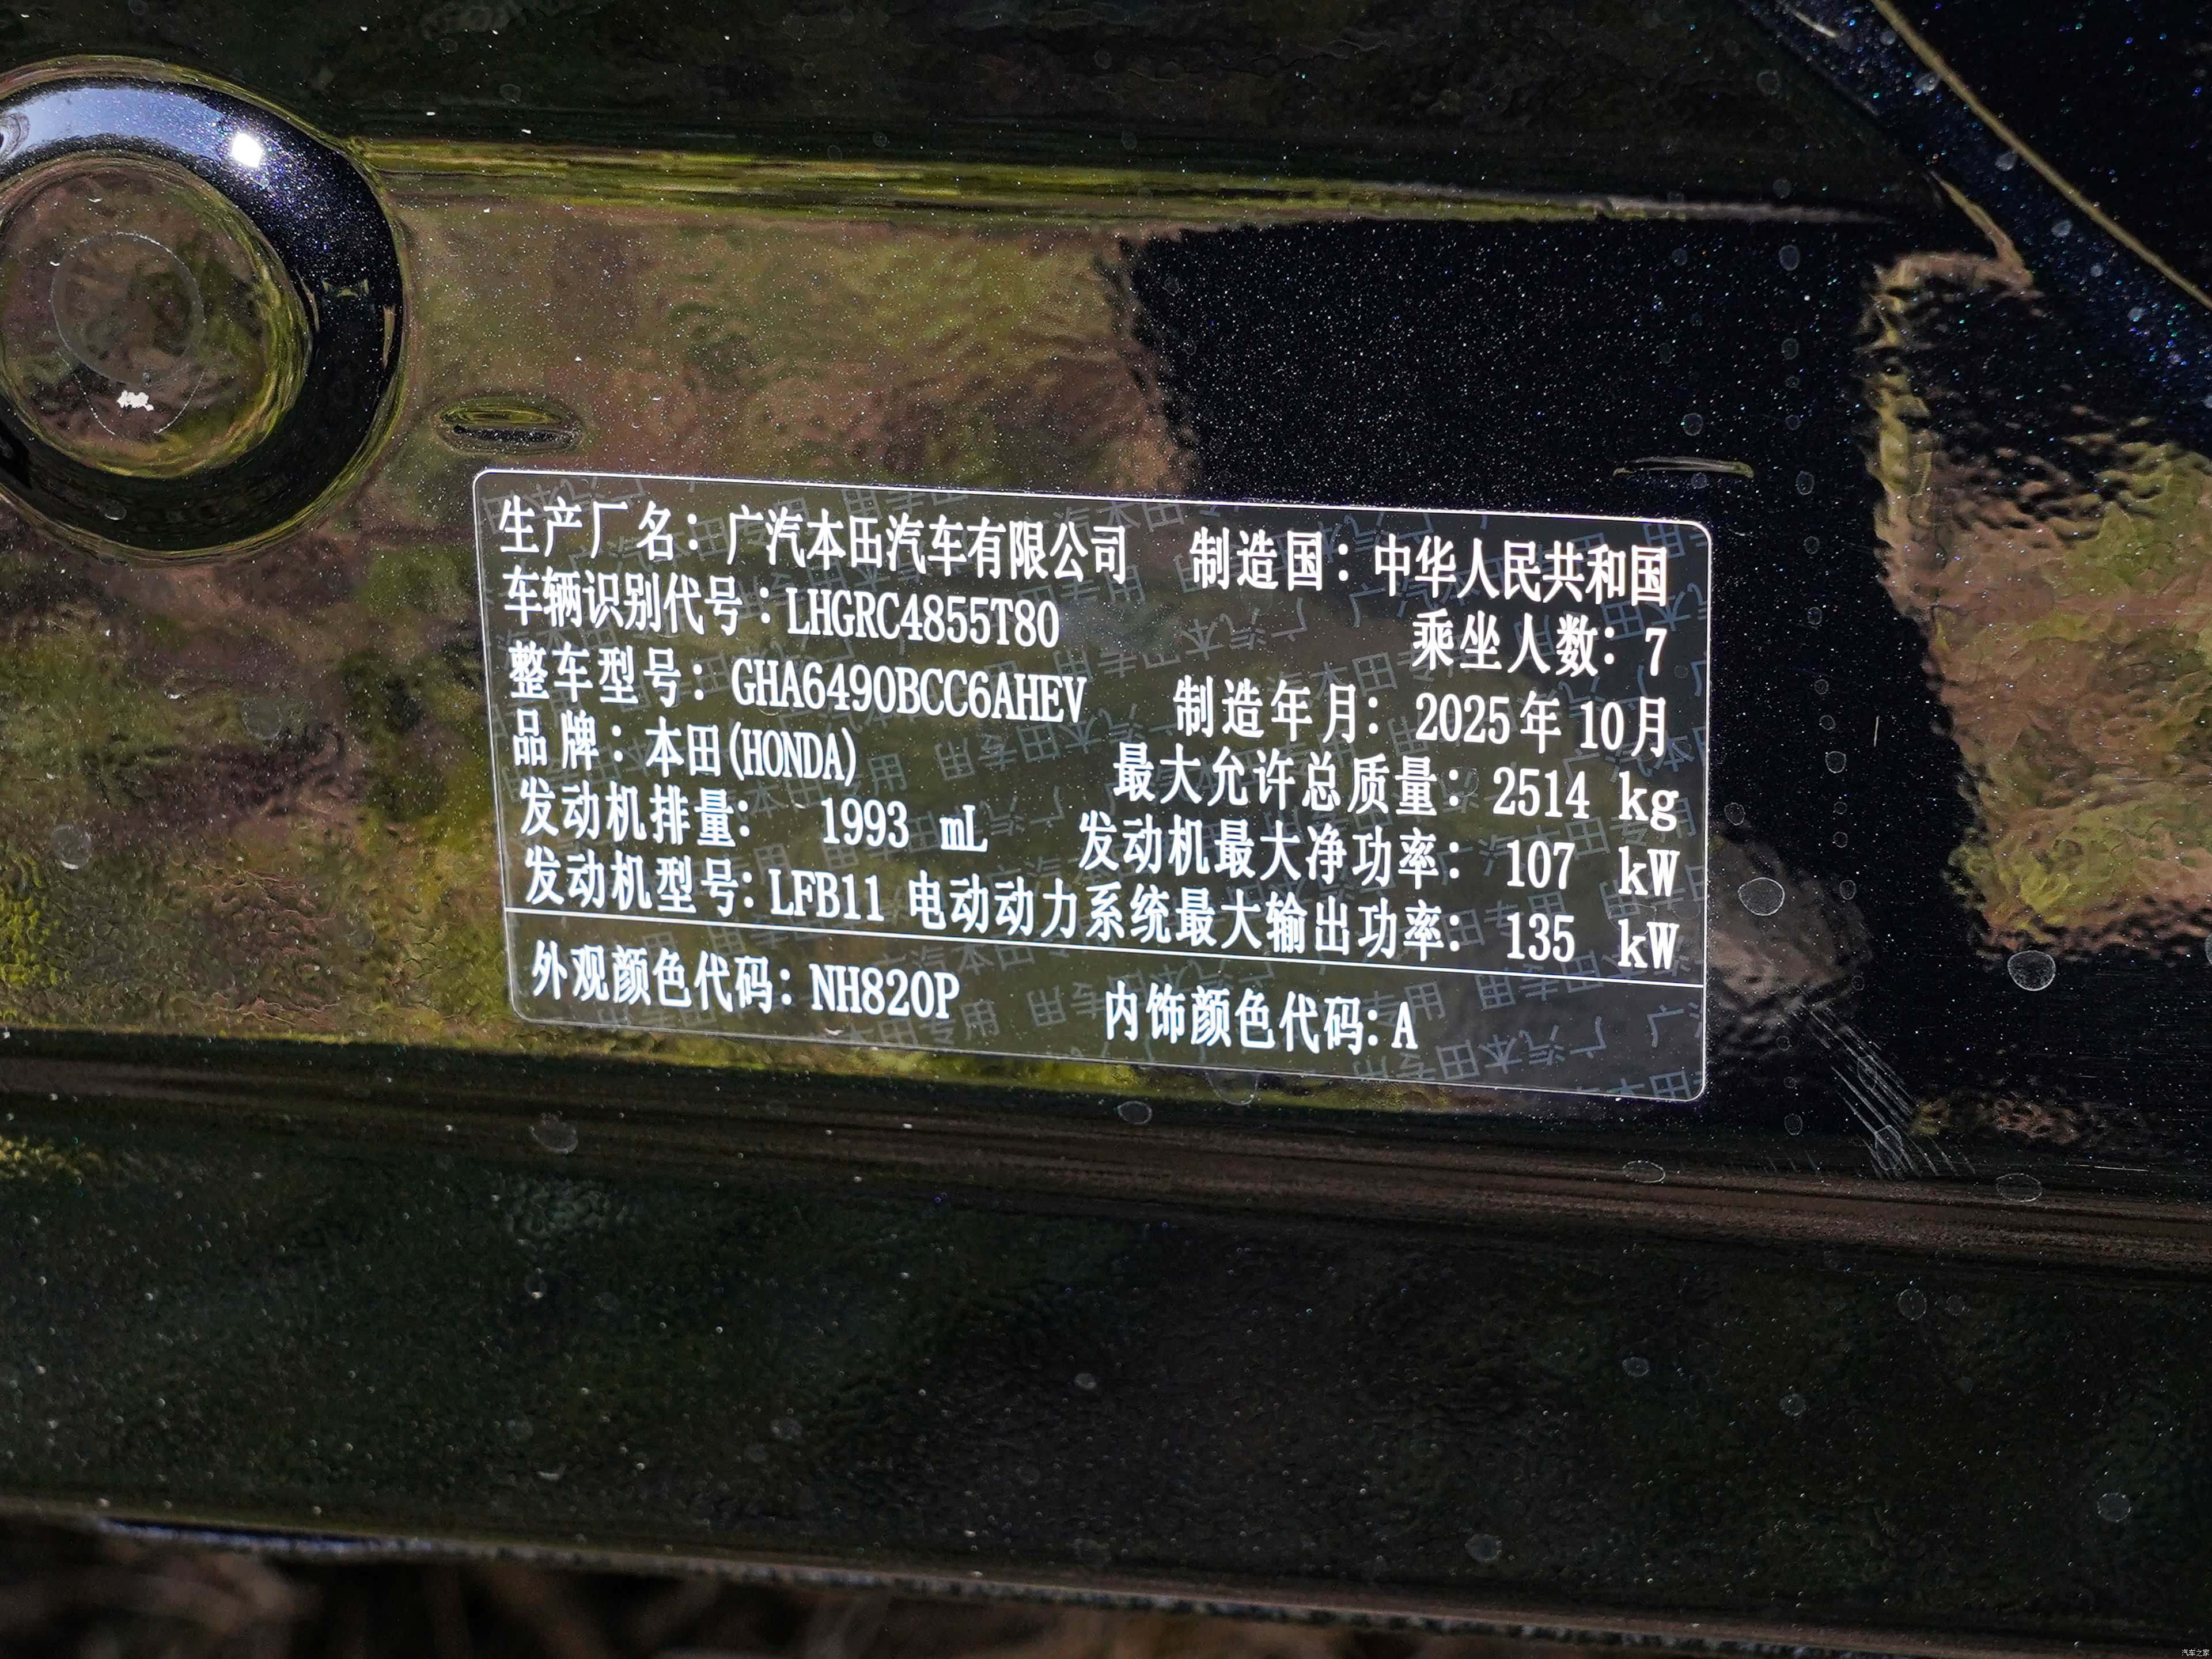 生产厂名：广汽本田汽车有限公司 制造国：中华人民共和国
车辆识别代号：LHGRC4855T80 乘坐人数：7
整车型号：GHA6490BCC6AHEV 制造年月：2025年10月
品牌：本田(HONDA) 最大允许总质量：2514 kg
发动机排量： 1993 mL 发动机最大净功率： 107 kW
发动机型号：LFB11 电动动力系统最大输出功率： 135 kW
外观颜色代码：NH820P 内饰颜色代码：A
汽车之家